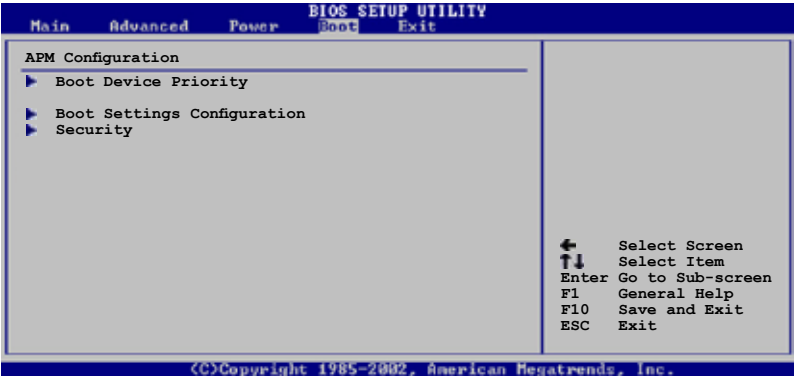 BIOS SETUP UTILITY
Main Advanced Power Boot Exit
APM Configuration
Boot Device Priority
Boot Settings Configuration
Security
← Select Screen
↑↓ Select Item
Enter Go to Sub-screen
F1 General Help
F10 Save and Exit
ESC Exit
(C)Copyright 1985-2002, American Megatrends, Inc.